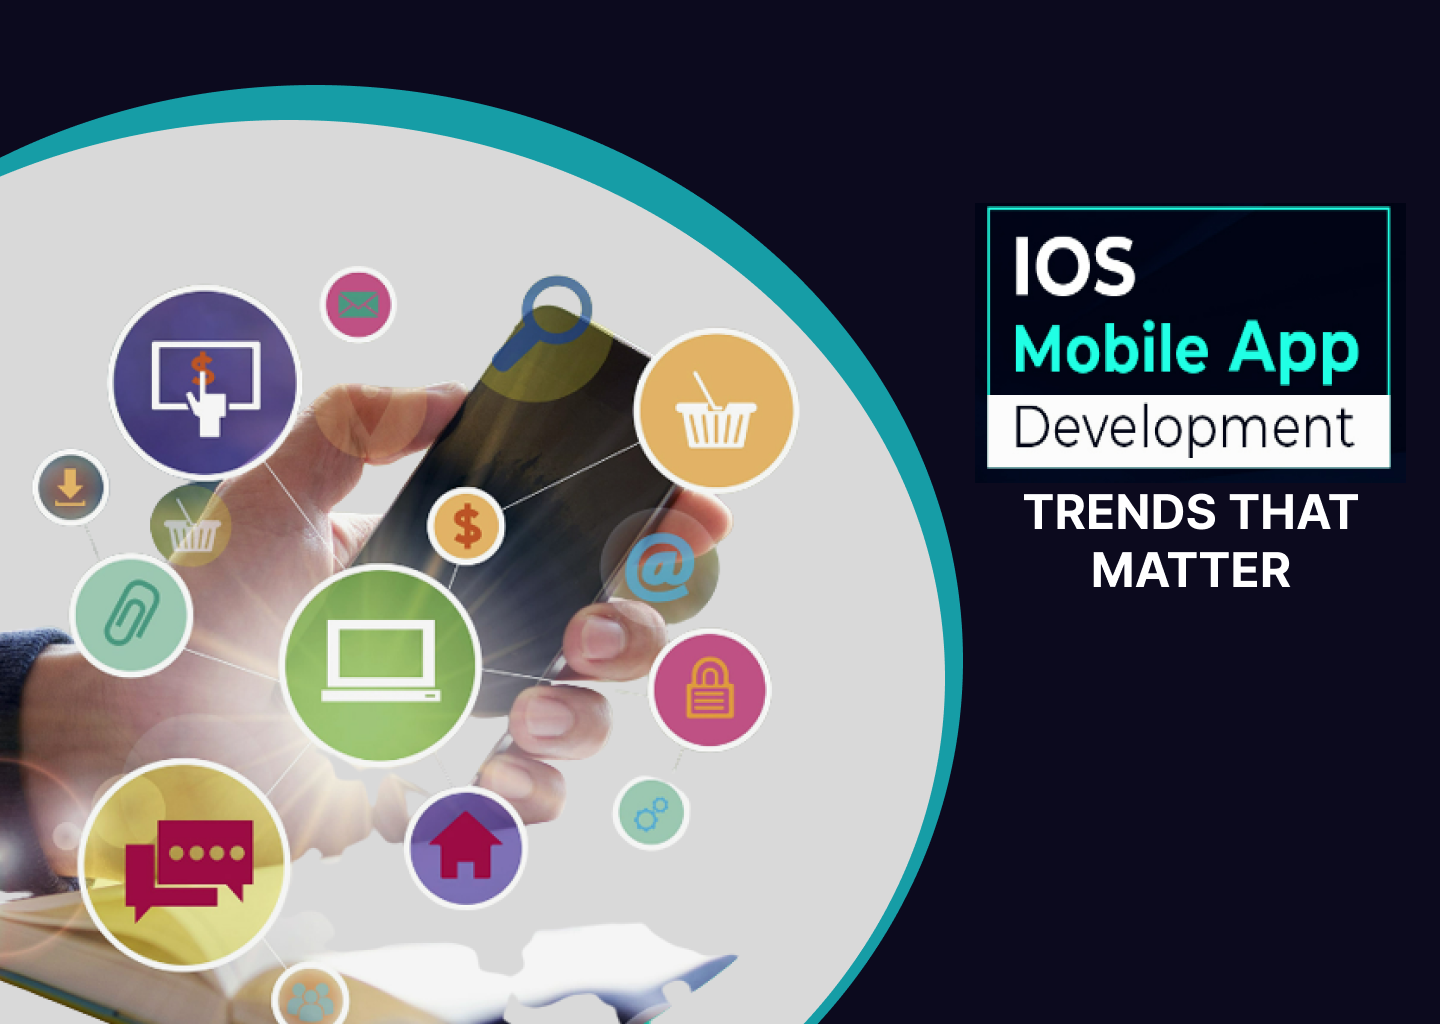 IOS
Mobile App
Development
TRENDS THAT
MATTER
$
$
@